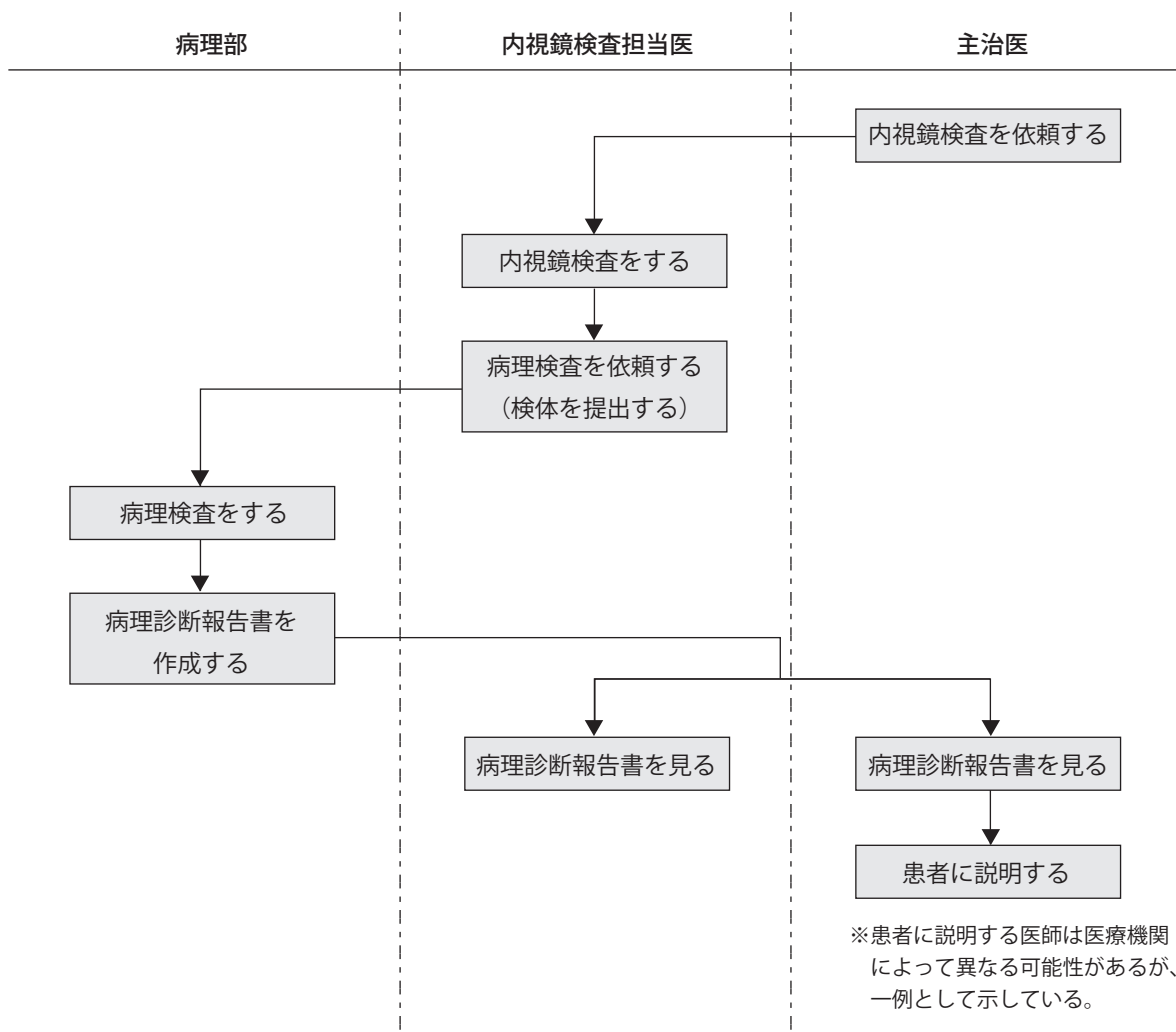 病理部
内視鏡検査担当医
主治医
内視鏡検査を依頼する
内視鏡検査をする
病理検査を依頼する
（検体を提出する）
病理検査をする
病理診断報告書を
作成する
病理診断報告書を見る
病理診断報告書を見る
患者に説明する
※患者に説明する医師は医療機関
によって異なる可能性があるが、
一例として示している。